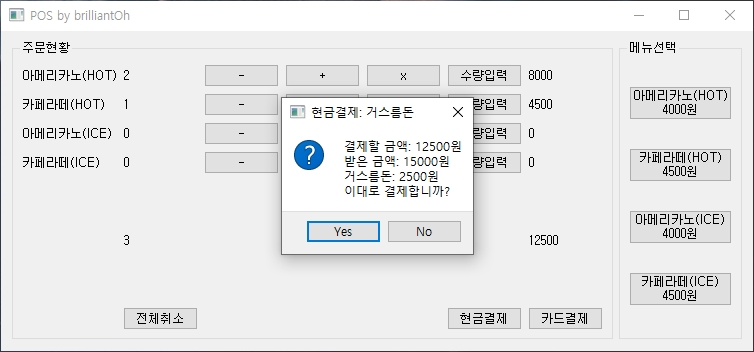 POS by brilliantOh
주문현황
메뉴선택
아메리카노(HOT) 2 - + x 수량입력 8000
카페라떼(HOT) 1 - 량입력 4500
아메리카노(ICE) 0 - 량입력 0
카페라떼(ICE) 0 - 량입력 0
3 12500
전체취소 현금결제 카드결제
현금결제: 거스름돈
결제할 금액: 12500원
받은 금액: 15000원
거스름돈: 2500원
이대로 결제합니까?
Yes No
아메리카노(HOT)
4000원
카페라떼(HOT)
4500원
아메리카노(ICE)
4000원
카페라떼(ICE)
4500원